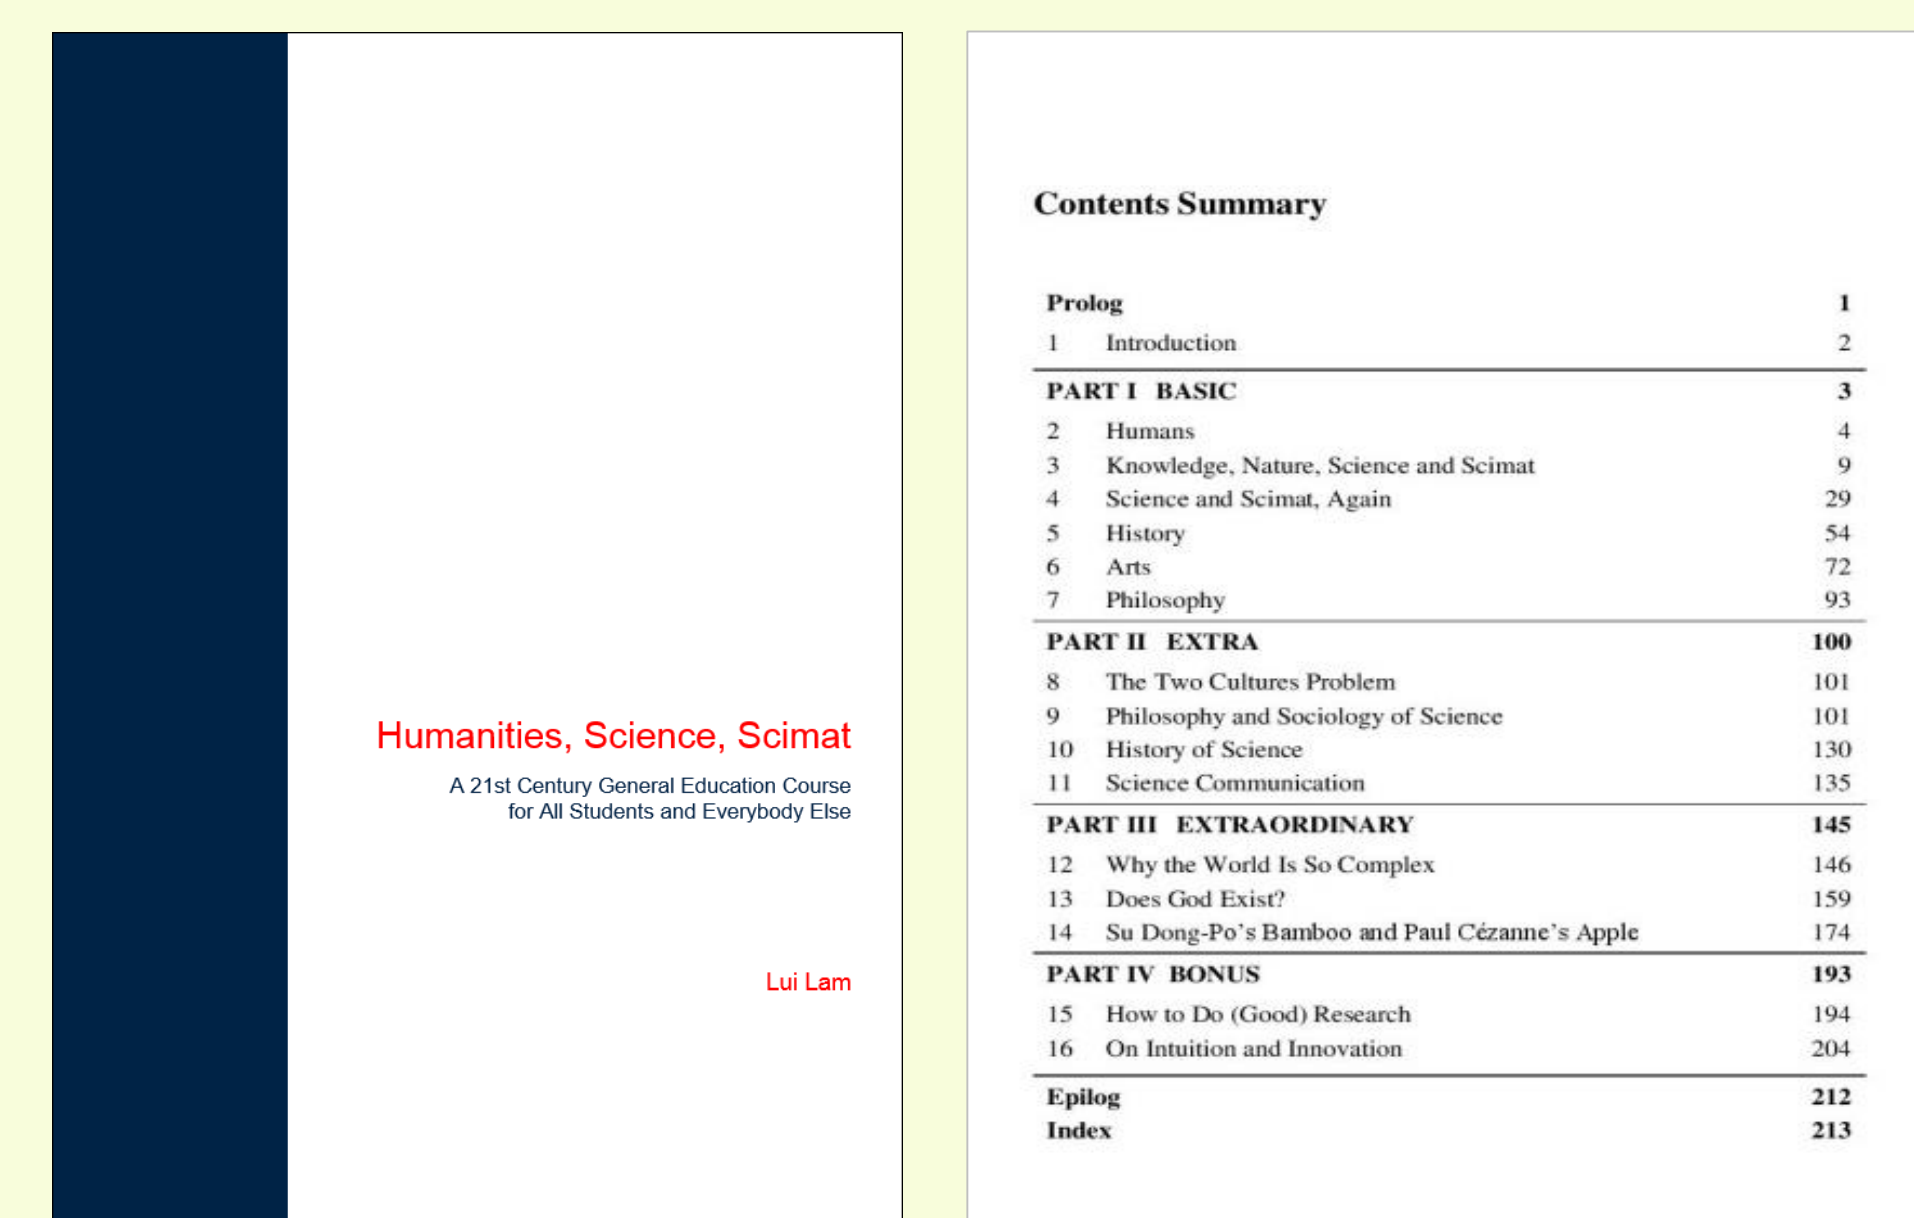 Humanities, Science, Scimat
A 21st Century General Education Course
for All Students and Everybody Else
Lui Lam
Contents Summary
Prolog 1
1 Introduction 2
PART I BASIC 3
2 Humans 4
3 Knowledge, Nature, Science and Scimat 9
4 Science and Scimat, Again 29
5 History 54
6 Arts 72
7 Philosophy 93
PART II EXTRA 100
8 The Two Cultures Problem 101
9 Philosophy and Sociology of Science 101
10 History of Science 130
11 Science Communication 135
PART III EXTRAORDINARY 145
12 Why the World Is So Complex 146
13 Does God Exist? 159
14 Su Dong-Po's Bamboo and Paul Cézanne's Apple 174
PART IV BONUS 193
15 How to Do (Good) Research 194
16 On Intuition and Innovation 204
Epilog 212
Index 213